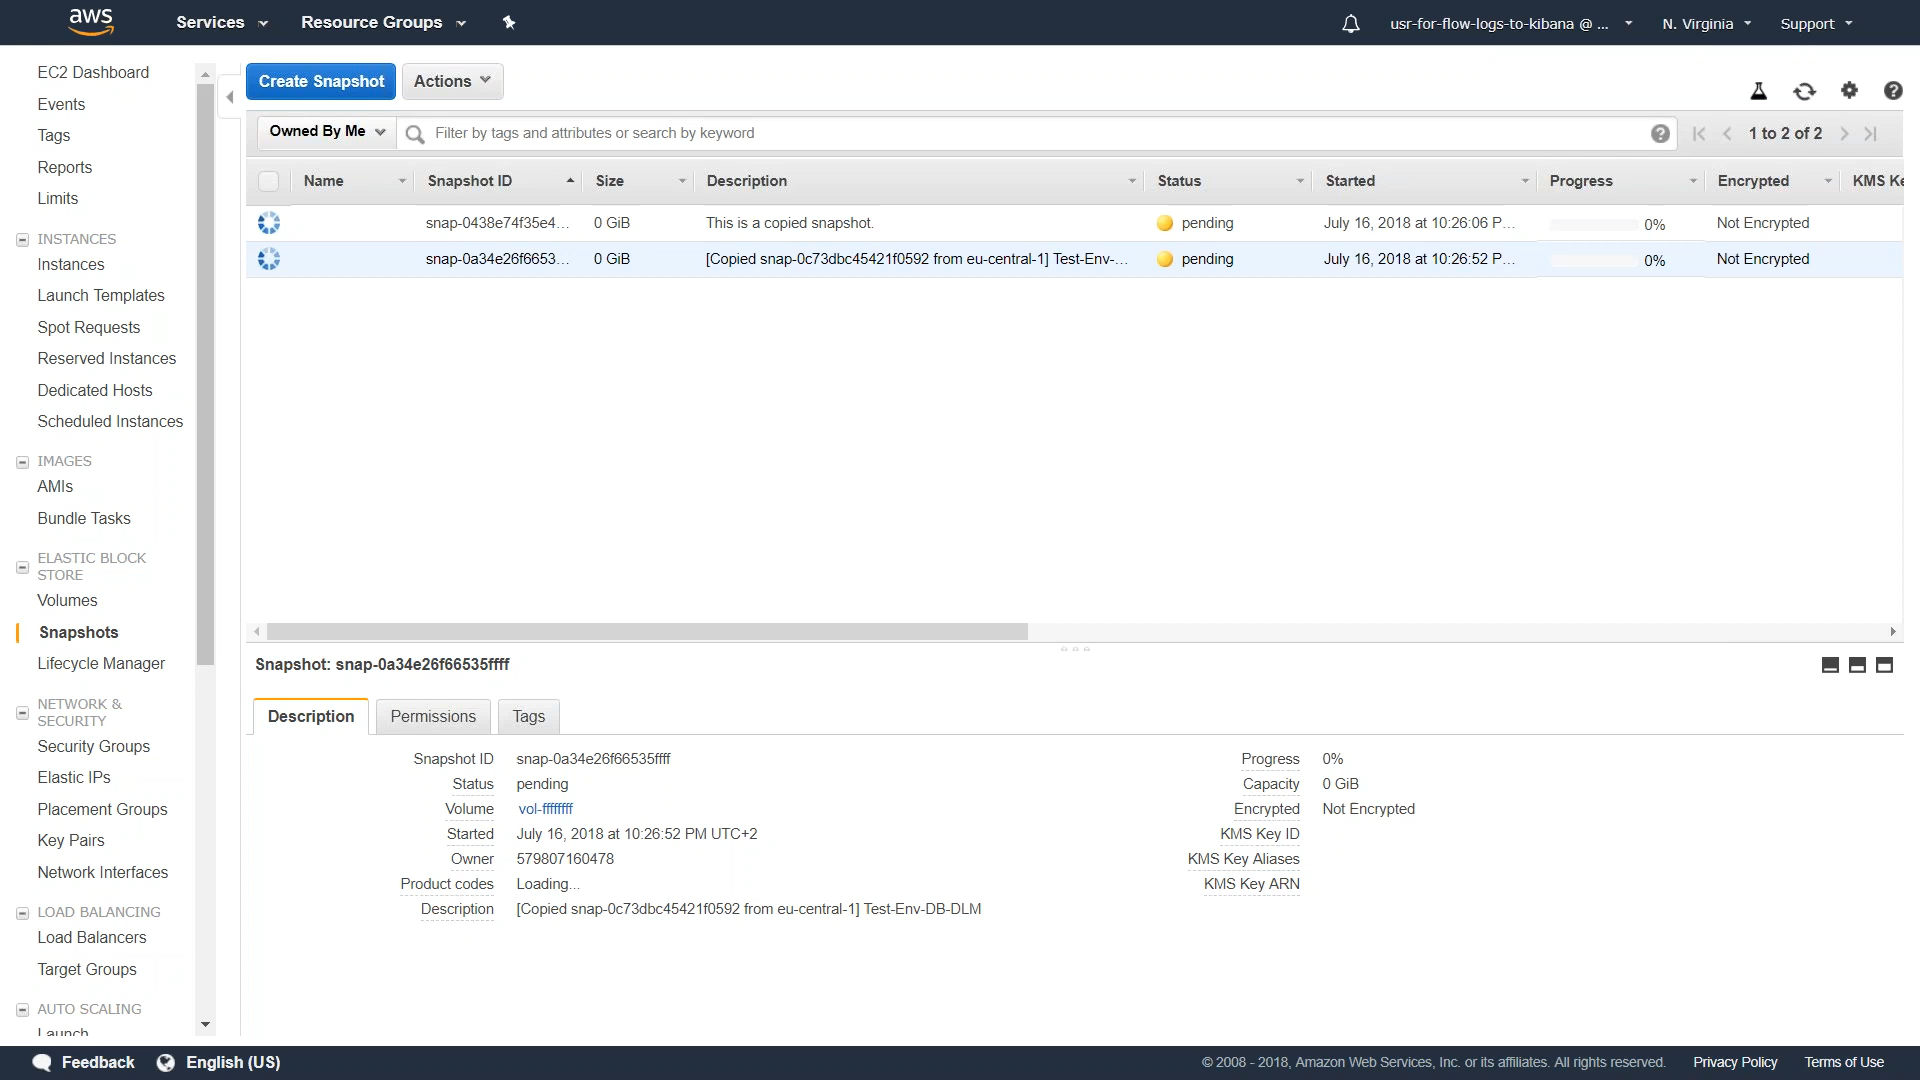 aws Services Resource Groups usr-for-flow-logs-to-kibana @ ... N. Virginia Support
EC2 Dashboard
Events
Tags
Reports
Limits
INSTANCES
Instances
Launch Templates
Spot Requests
Reserved Instances
Dedicated Hosts
Scheduled Instances
IMAGES
AMIs
Bundle Tasks
ELASTIC BLOCK
STORE
Volumes
Snapshots
Lifecycle Manager
NETWORK &
SECURITY
Security Groups
Elastic IPs
Placement Groups
Key Pairs
Network Interfaces
LOAD BALANCING
Load Balancers
Target Groups
AUTO SCALING
Launch
Create Snapshot Actions
Owned By Me Filter by tags and attributes or search by keyword 1 to 2 of 2
Name Snapshot ID Size Description Status Started Progress Encrypted KMS Ke
snap-0438e74f35e4... 0 GiB This is a copied snapshot. pending July 16, 2018 at 10:26:06 P... 0% Not Encrypted
snap-0a34e26f6653... 0 GiB [Copied snap-0c73dbc45421f0592 from eu-central-1] Test-Env-... pending July 16, 2018 at 10:26:52 P... 0% Not Encrypted
Snapshot: snap-0a34e26f66535ffff
Description Permissions Tags
Snapshot ID snap-0a34e26f66535ffff Progress 0%
Status pending Capacity 0 GiB
Volume vol-ffffffff Encrypted Not Encrypted
Started July 16, 2018 at 10:26:52 PM UTC+2 KMS Key ID
Owner 579807160478 KMS Key Aliases
Product codes Loading... KMS Key ARN
Description [Copied snap-0c73dbc45421f0592 from eu-central-1] Test-Env-DB-DLM
Feedback English (US) © 2008 - 2018, Amazon Web Services, Inc. or its affiliates. All rights reserved. Privacy Policy Terms of Use